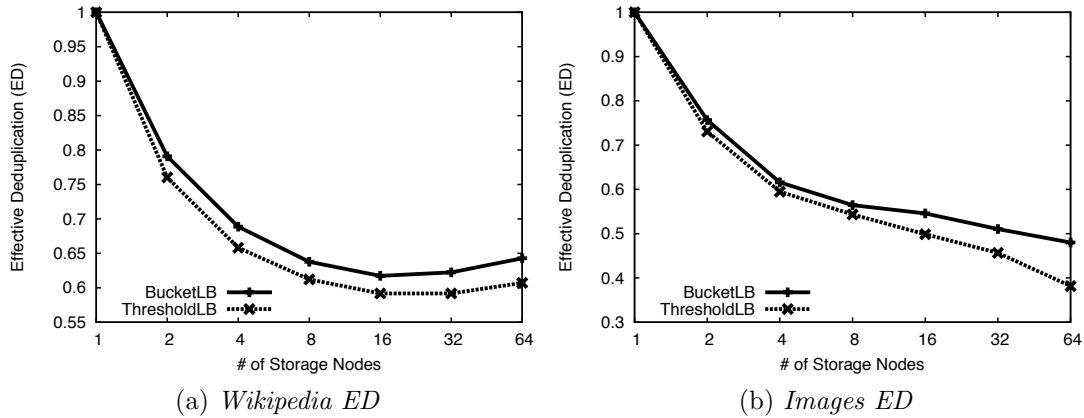 1
0.95
0.9
0.85
0.8
0.75
0.7
0.65
0.6
0.55
Effective Deduplication (ED)
BucketLB
ThresholdLB
1 2 4 8 16 32 64
# of Storage Nodes
(a) Wikipedia ED
1
0.9
0.8
0.7
0.6
0.5
0.4
0.3
Effective Deduplication (ED)
BucketLB
ThresholdLB
1 2 4 8 16 32 64
# of Storage Nodes
(b) Images ED